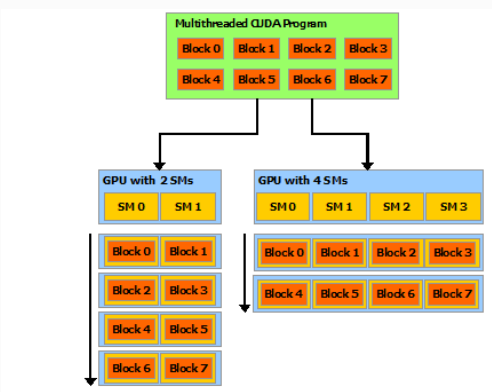 Multithreaded CUDA Program
Block 0 Block 1 Block 2 Block 3
Block 4 Block 5 Block 6 Block 7
GPU with 2 SMs
SM 0 SM 1
Block 0 Block 1
Block 2 Block 3
Block 4 Block 5
Block 6 Block 7
GPU with 4 SMs
SM 0 SM 1 SM 2 SM 3
Block 0 Block 1 Block 2 Block 3
Block 4 Block 5 Block 6 Block 7